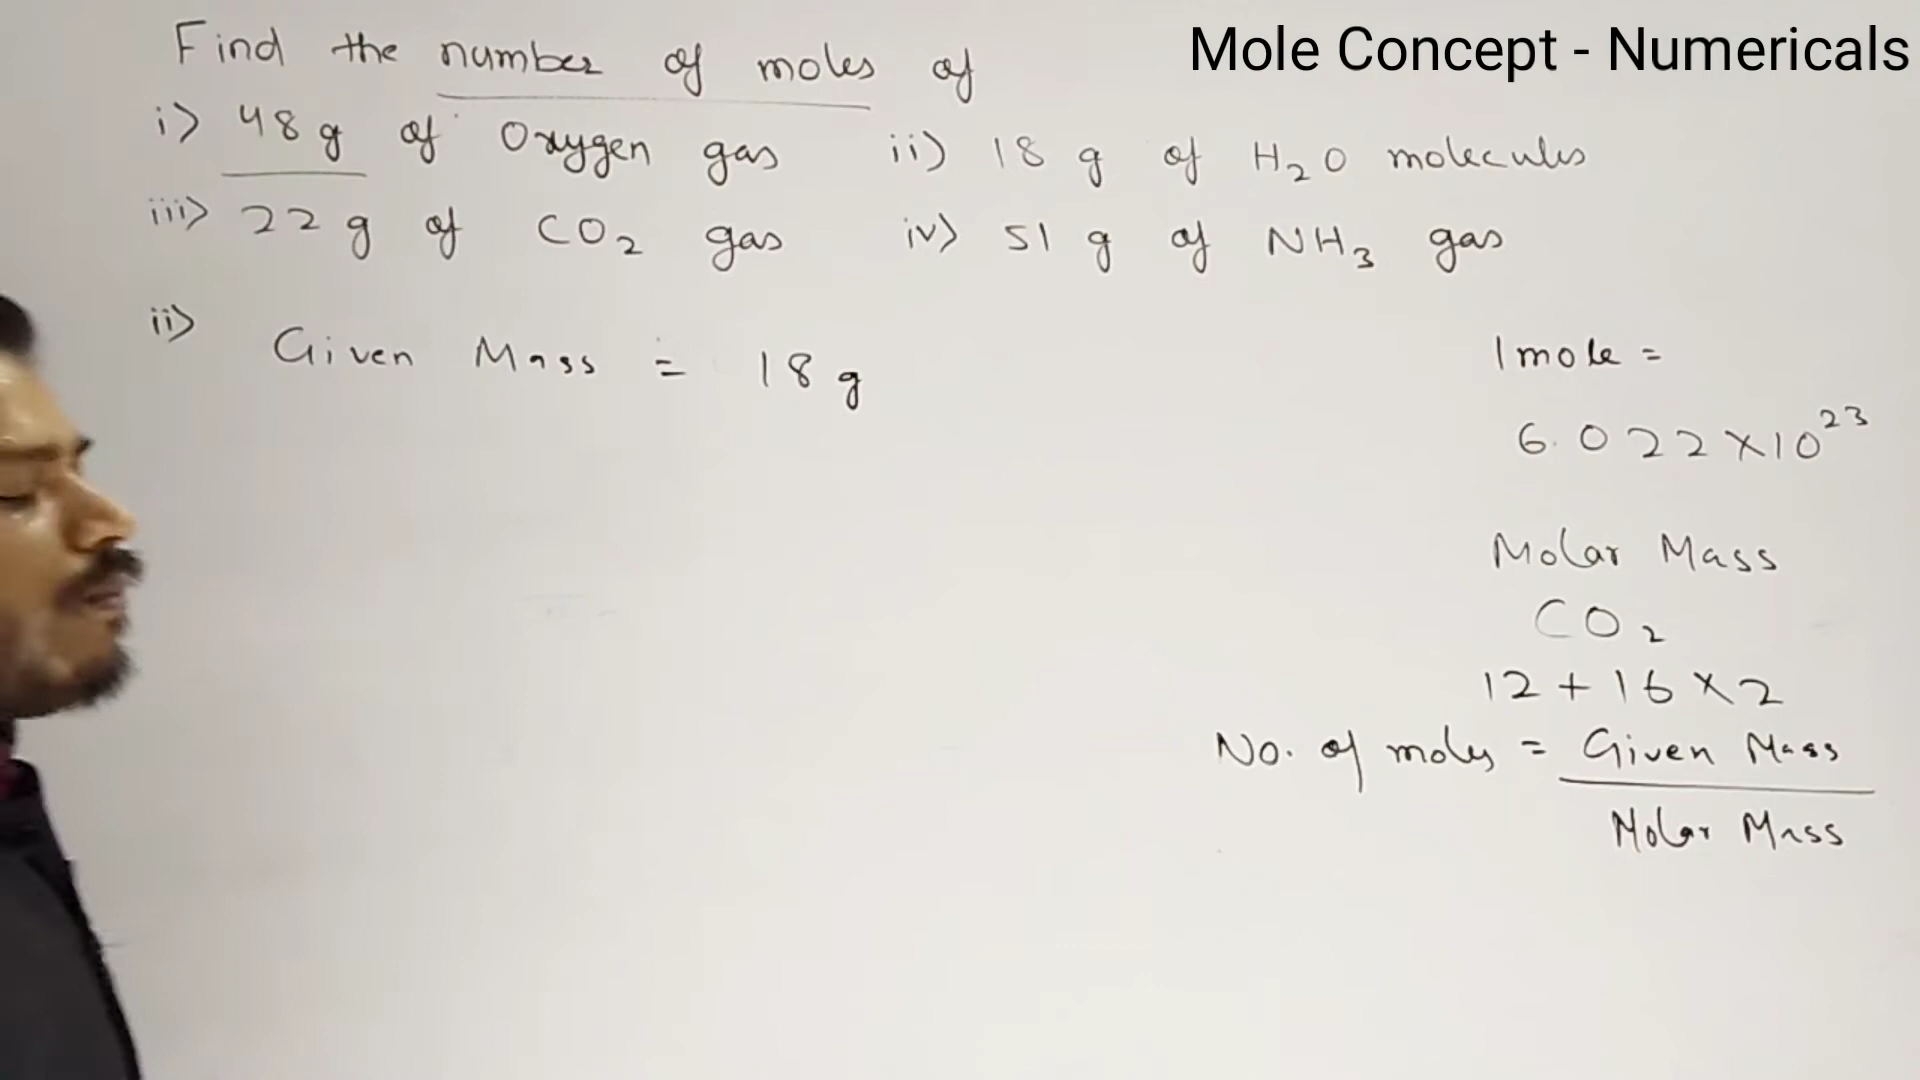 Mole Concept - Numericals
Find the number of moles of
i) 48 g of Oxygen gas ii) 18 g of H₂O molecules
iii) 22 g of CO₂ gas iv) 51 g of NH₃ gas
ii) Given Mass = 18 g
1 mole =
6.022×10²³
Molar Mass
CO₂
12 + 16 × 2
No. of moles = Given Mass
Molar Mass